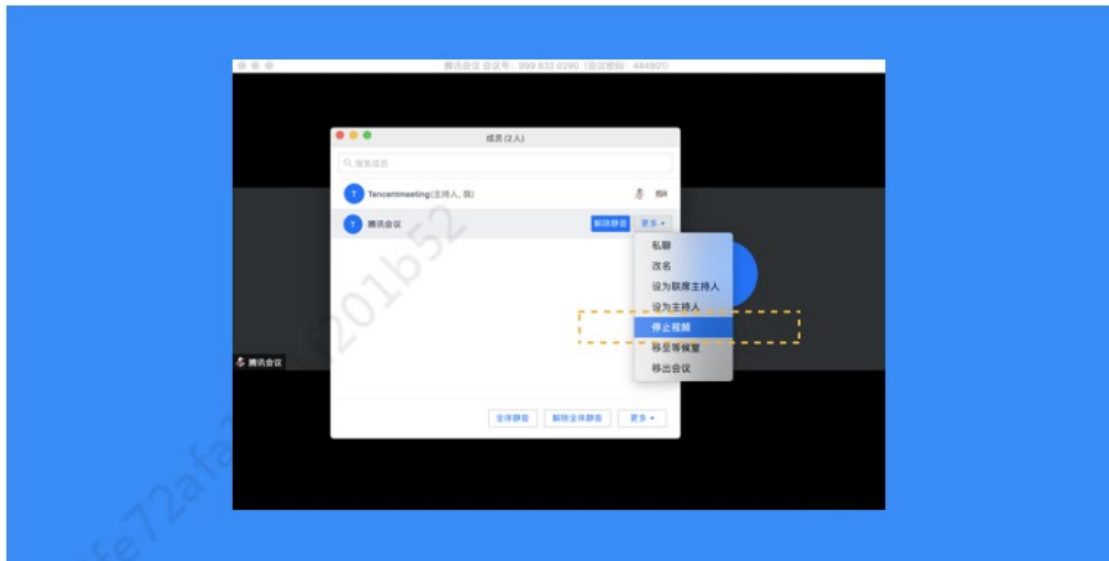 腾讯会议 会议号：999 832 0290（会议密码：484801）
成员(2人)
搜索成员
T Tencentmeeting(主持人, 我)
T 腾讯会议 解除静音 更多
私聊
改名
设为联席主持人
设为主持人
停止视频
移至等候室
移出会议
腾讯会议
全体静音 解除全体静音 更多